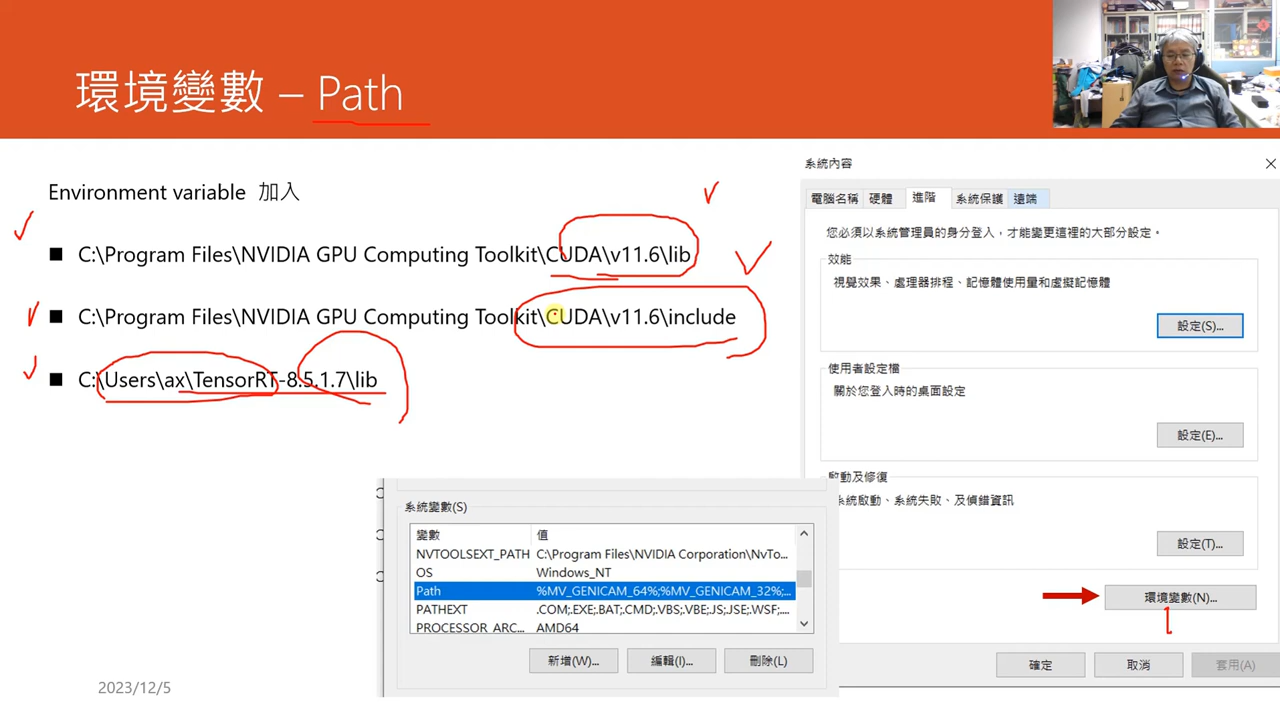 環境變數 – Path
Environment variable 加入
C:\Program Files\NVIDIA GPU Computing Toolkit\CUDA\v11.6\lib
C:\Program Files\NVIDIA GPU Computing Toolkit\CUDA\v11.6\include
C:\Users\ax\TensorRT-8.5.1.7\lib
系統內容
電腦名稱 硬體 進階 系統保護 遠端
您必須以系統管理員的身分登入，才能變更這裡的大部分設定。
效能
視覺效果、處理器排程、記憶體使用量和虛擬記憶體
設定(S)...
使用者設定檔
關於您登入時的桌面設定
設定(E)...
啟動及修復
系統啟動、系統失敗、及偵錯資訊
設定(T)...
環境變數(N)...
確定 取消 套用(A)
系統變數(S)
變數 值
NVTOOLSEXT_PATH C:\Program Files\NVIDIA Corporation\NvTo...
OS Windows_NT
Path %MV_GENICAM_64%;%MV_GENICAM_32%;...
PATHEXT .COM;.EXE;.BAT;.CMD;.VBS;.VBE;.JS;.JSE;.WSF;...
PROCESSOR_ARC... AMD64
新增(W)... 編輯(I)... 刪除(L)
2023/12/5